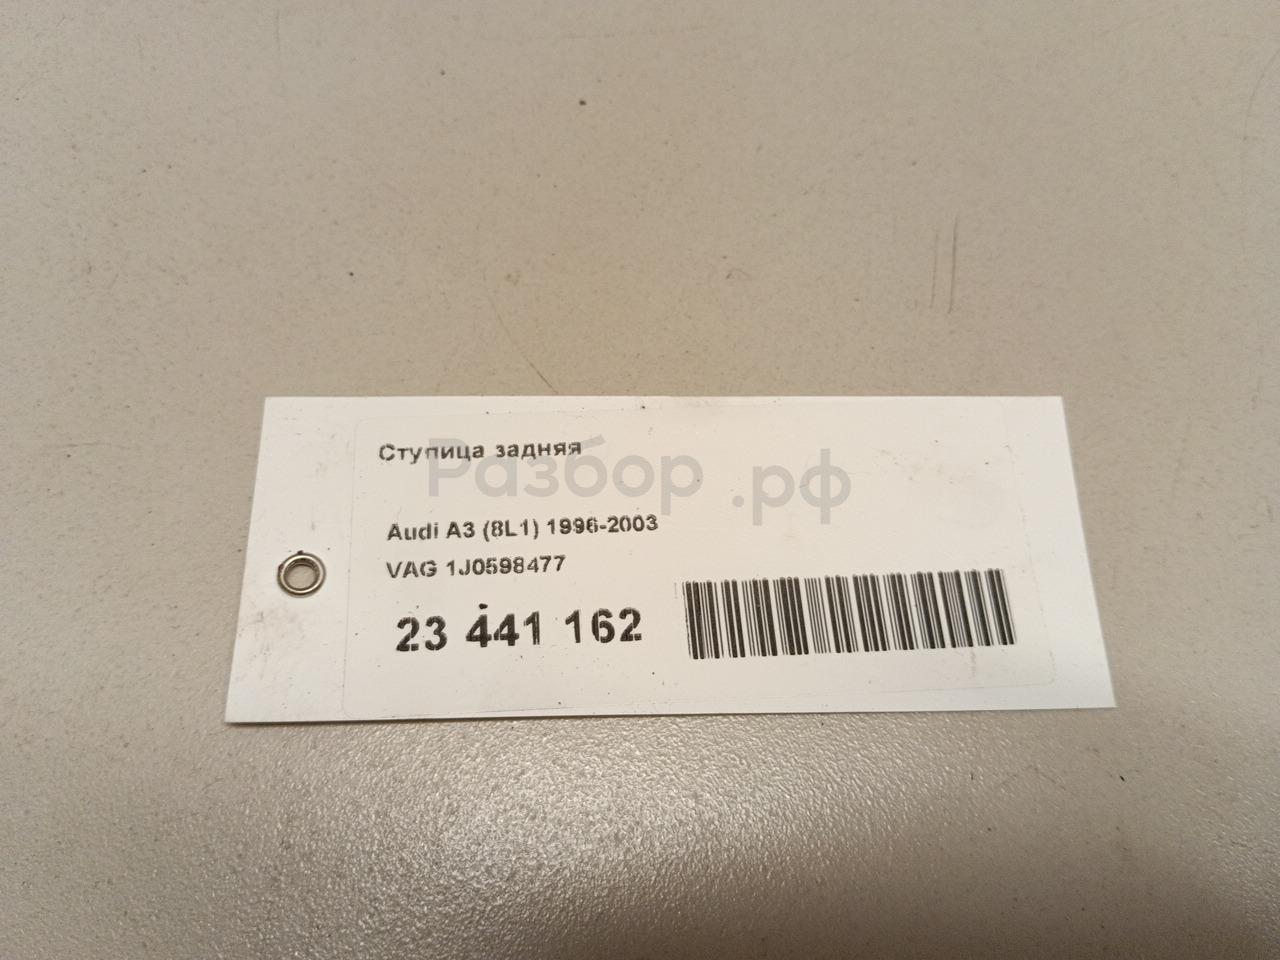 Ступица задняя
Разбор.рф
Audi A3 (8L1) 1996-2003
VAG 1J0598477
23 441 162